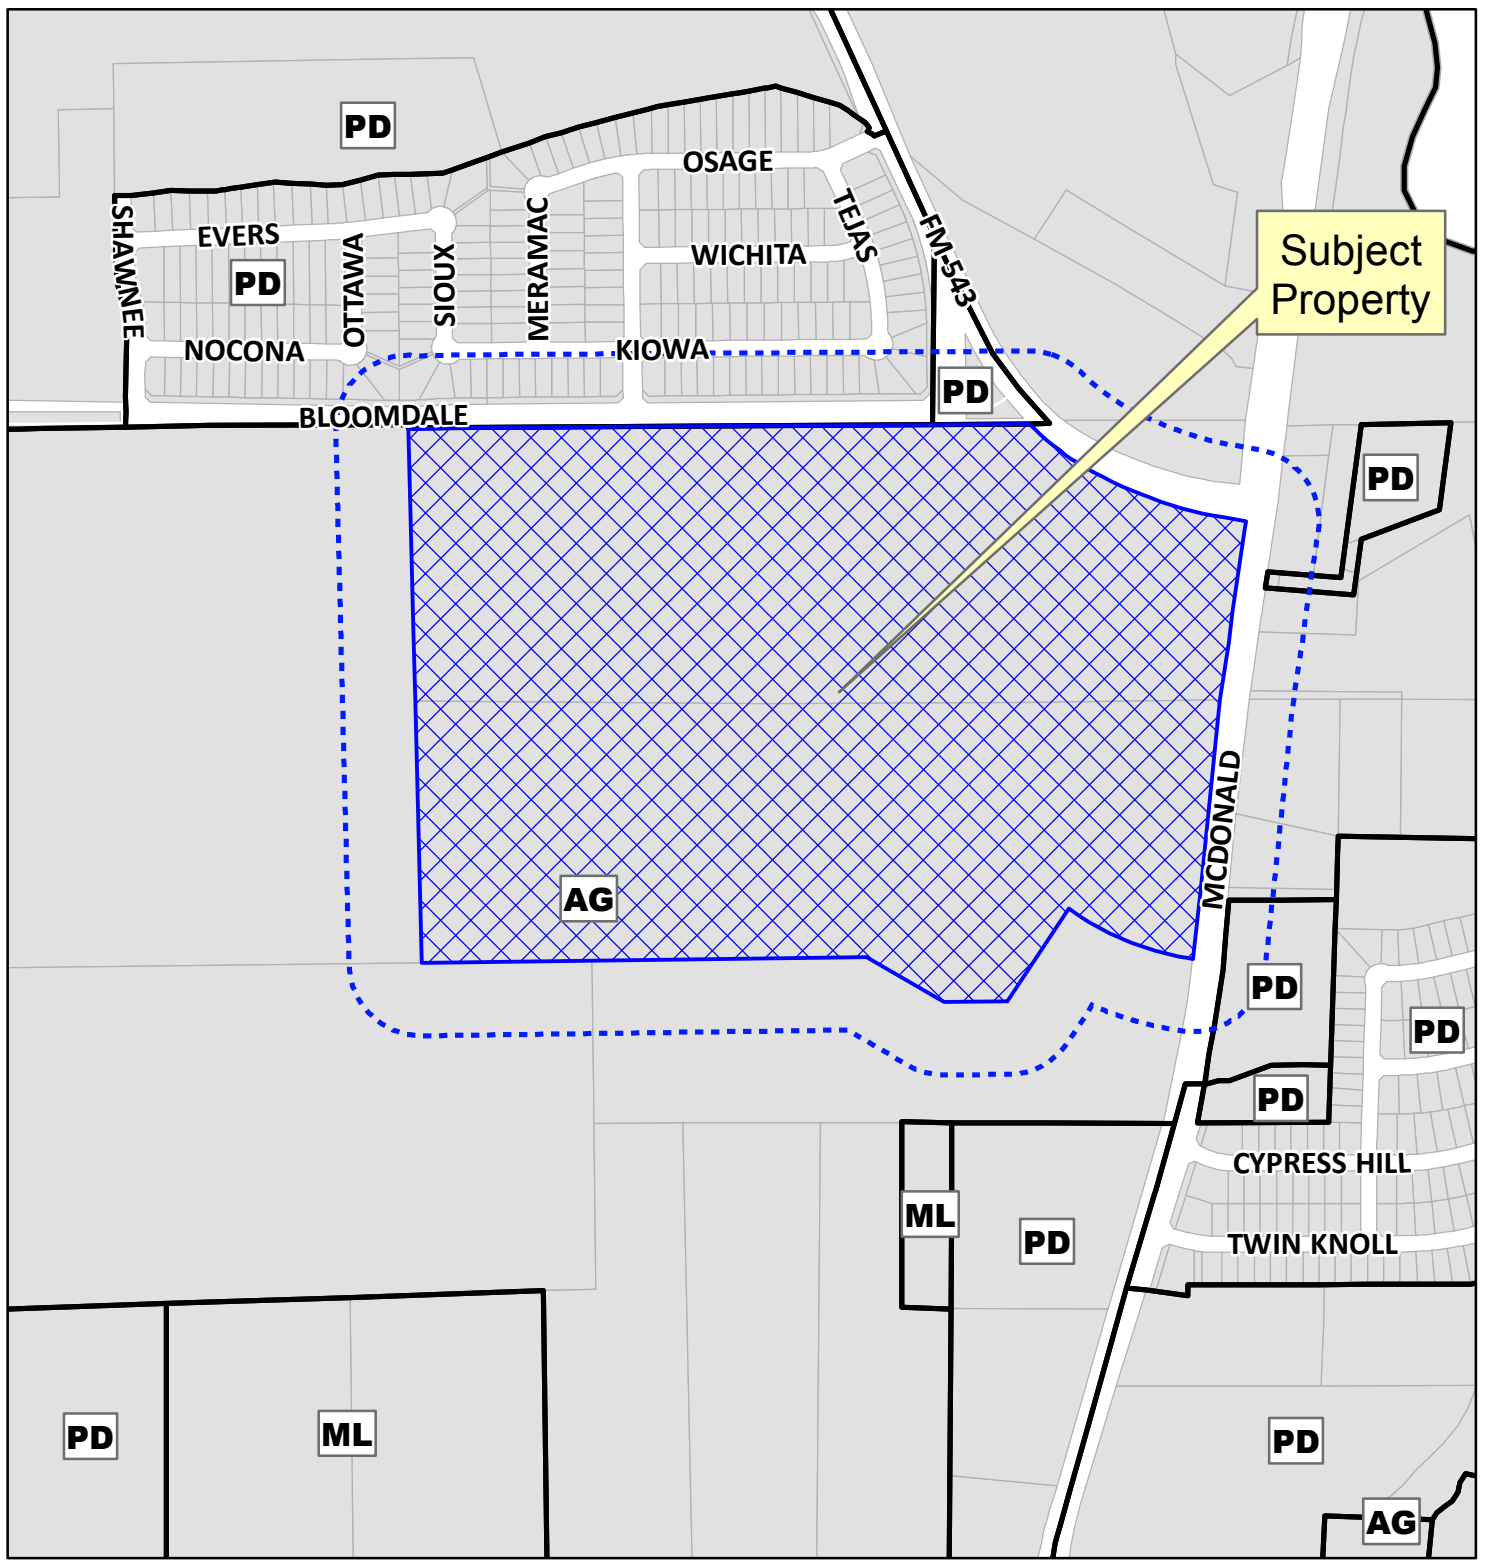 PD
OSAGE
SHAWNEE
EVERS
OTTAWA
SIOUX
MERAMAC
TEJAS
FM-543
WICHITA
PD
Subject
Property
NOCONA
KIOWA
PD
BLOOMDALE
PD
MCDONALD
AG
PD
PD
PD
CYPRESS HILL
ML
PD
TWIN KNOLL
PD
ML
PD
AG